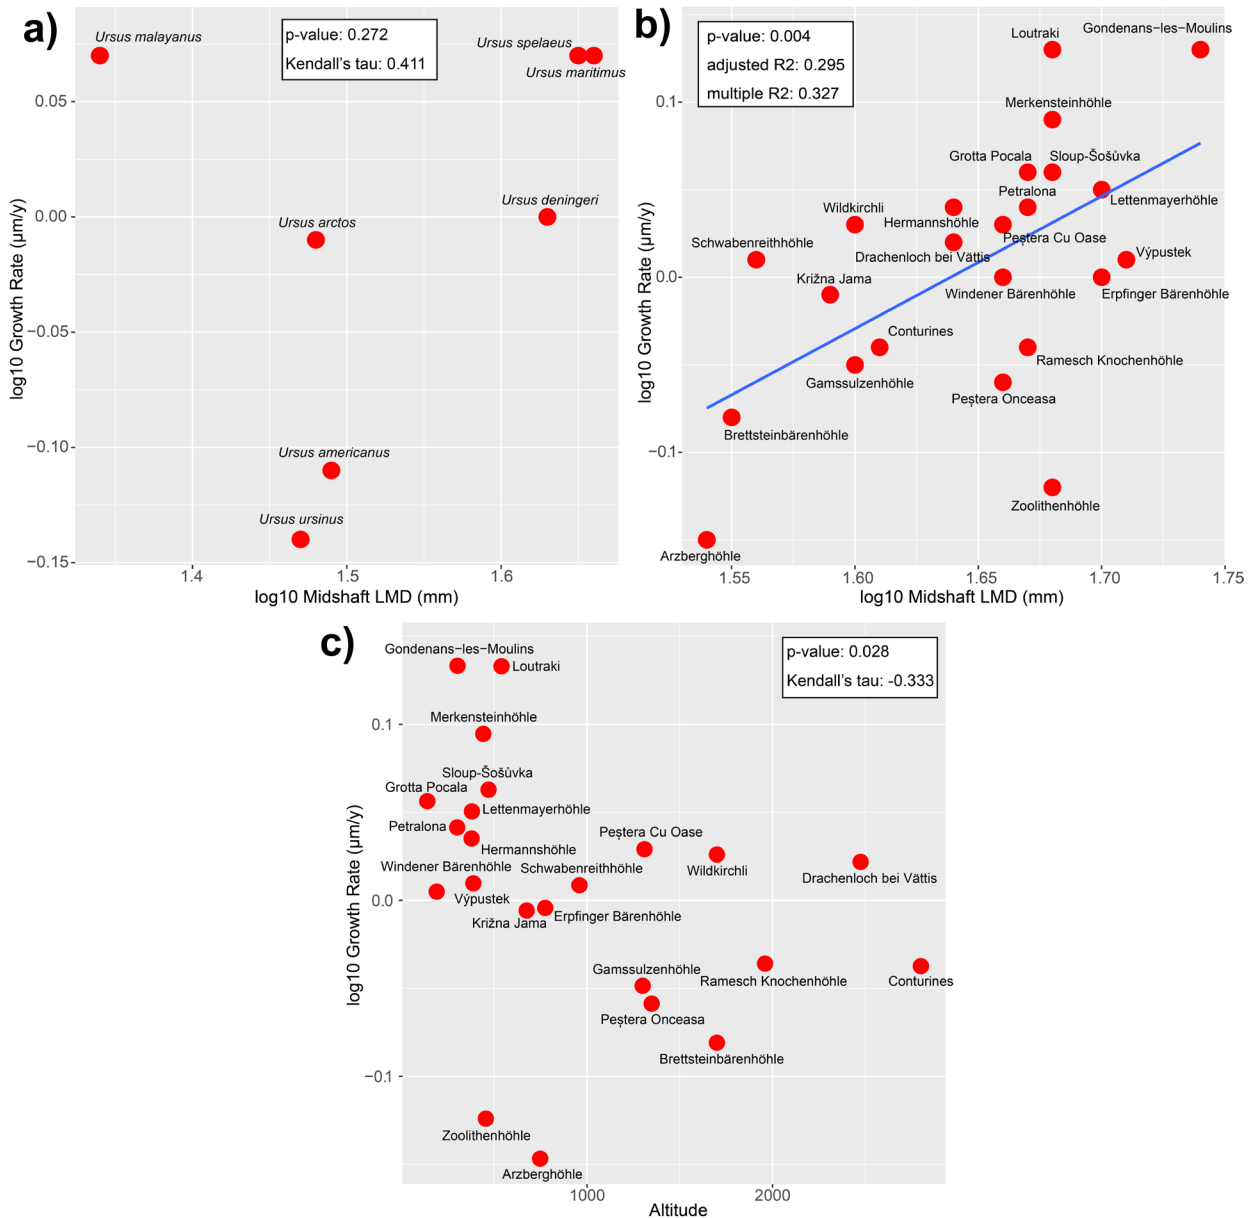 a)
Ursus malayanus
p-value: 0.272
Kendall's tau: 0.411
Ursus spelaeus
Ursus maritimus
Ursus deningeri
Ursus arctos
Ursus americanus
Ursus ursinus
0.05
0.00
−0.05
−0.10
−0.15
log10 Growth Rate (µm/y)
1.4
1.5
1.6
log10 Midshaft LMD (mm)
b)
p-value: 0.004
adjusted R2: 0.295
multiple R2: 0.327
Loutraki
Gondenans−les−Moulins
Merkensteinhöhle
Grotta Pocala
Sloup-Šošůvka
Petralona
Lettenmayerhöhle
Wildkirchli
Hermannshöhle
Peștera Cu Oase
Schwabenreithhöhle
Drachenloch bei Vättis
Výpustek
Križna Jama
Windener Bärenhöhle
Erpfinger Bärenhöhle
Conturines
Ramesch Knochenhöhle
Gamssulzenhöhle
Peștera Onceasa
Brettsteinbärenhöhle
Zoolithenhöhle
Arzberghöhle
0.1
0.0
−0.1
log10 Growth Rate (µm/y)
1.55
1.60
1.65
1.70
1.75
log10 Midshaft LMD (mm)
c)
Gondenans−les−Moulins
Loutraki
p-value: 0.028
Kendall's tau: -0.333
Merkensteinhöhle
Sloup-Šošůvka
Grotta Pocala
Lettenmayerhöhle
Petralona
Hermannshöhle
Peștera Cu Oase
Windener Bärenhöhle
Schwabenreithhöhle
Wildkirchli
Drachenloch bei Vättis
Výpustek
Križna Jama
Erpfinger Bärenhöhle
Gamssulzenhöhle
Ramesch Knochenhöhle
Conturines
Peștera Onceasa
Brettsteinbärenhöhle
Zoolithenhöhle
Arzberghöhle
0.1
0.0
−0.1
log10 Growth Rate (µm/y)
1000
2000
Altitude